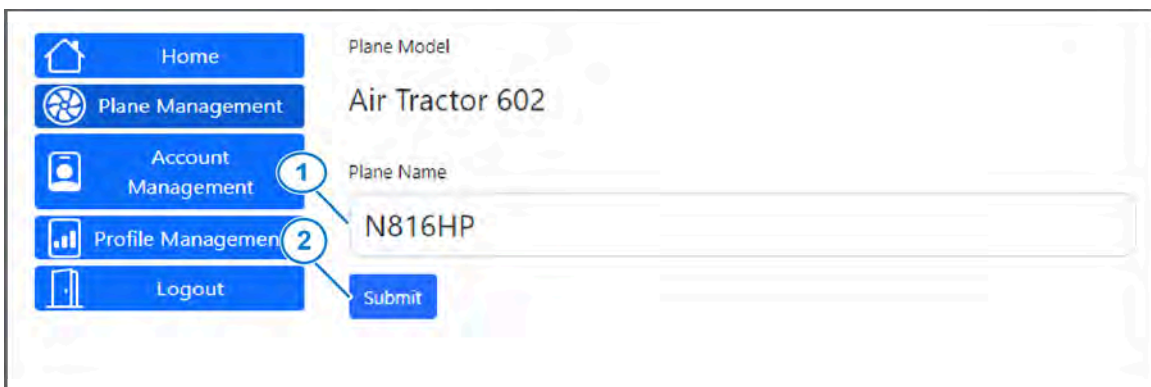 Home
Plane Management
Account
Management
Profile Managemen
Logout
Plane Model
Air Tractor 602
1
Plane Name
N816HP
2
Submit